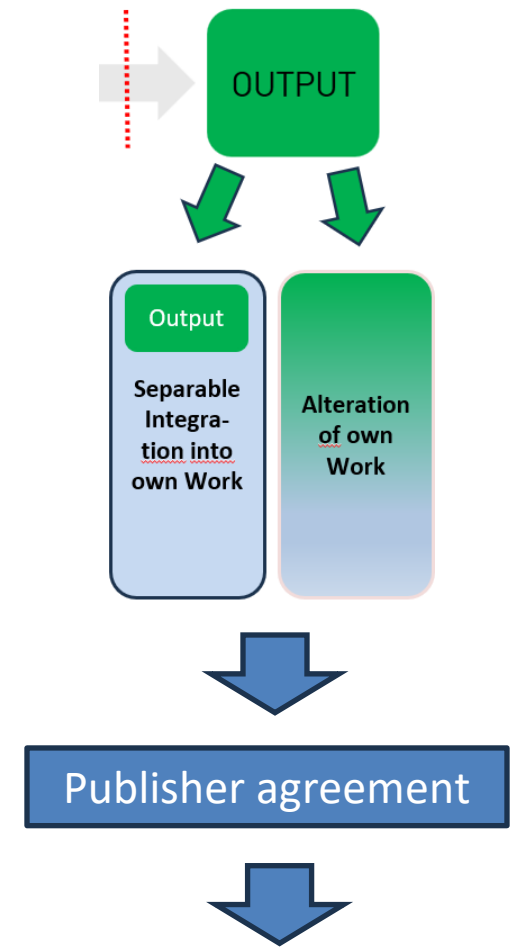 OUTPUT
Output
Separable
Integra-
tion into
own Work
Alteration
of own
Work
Publisher agreement